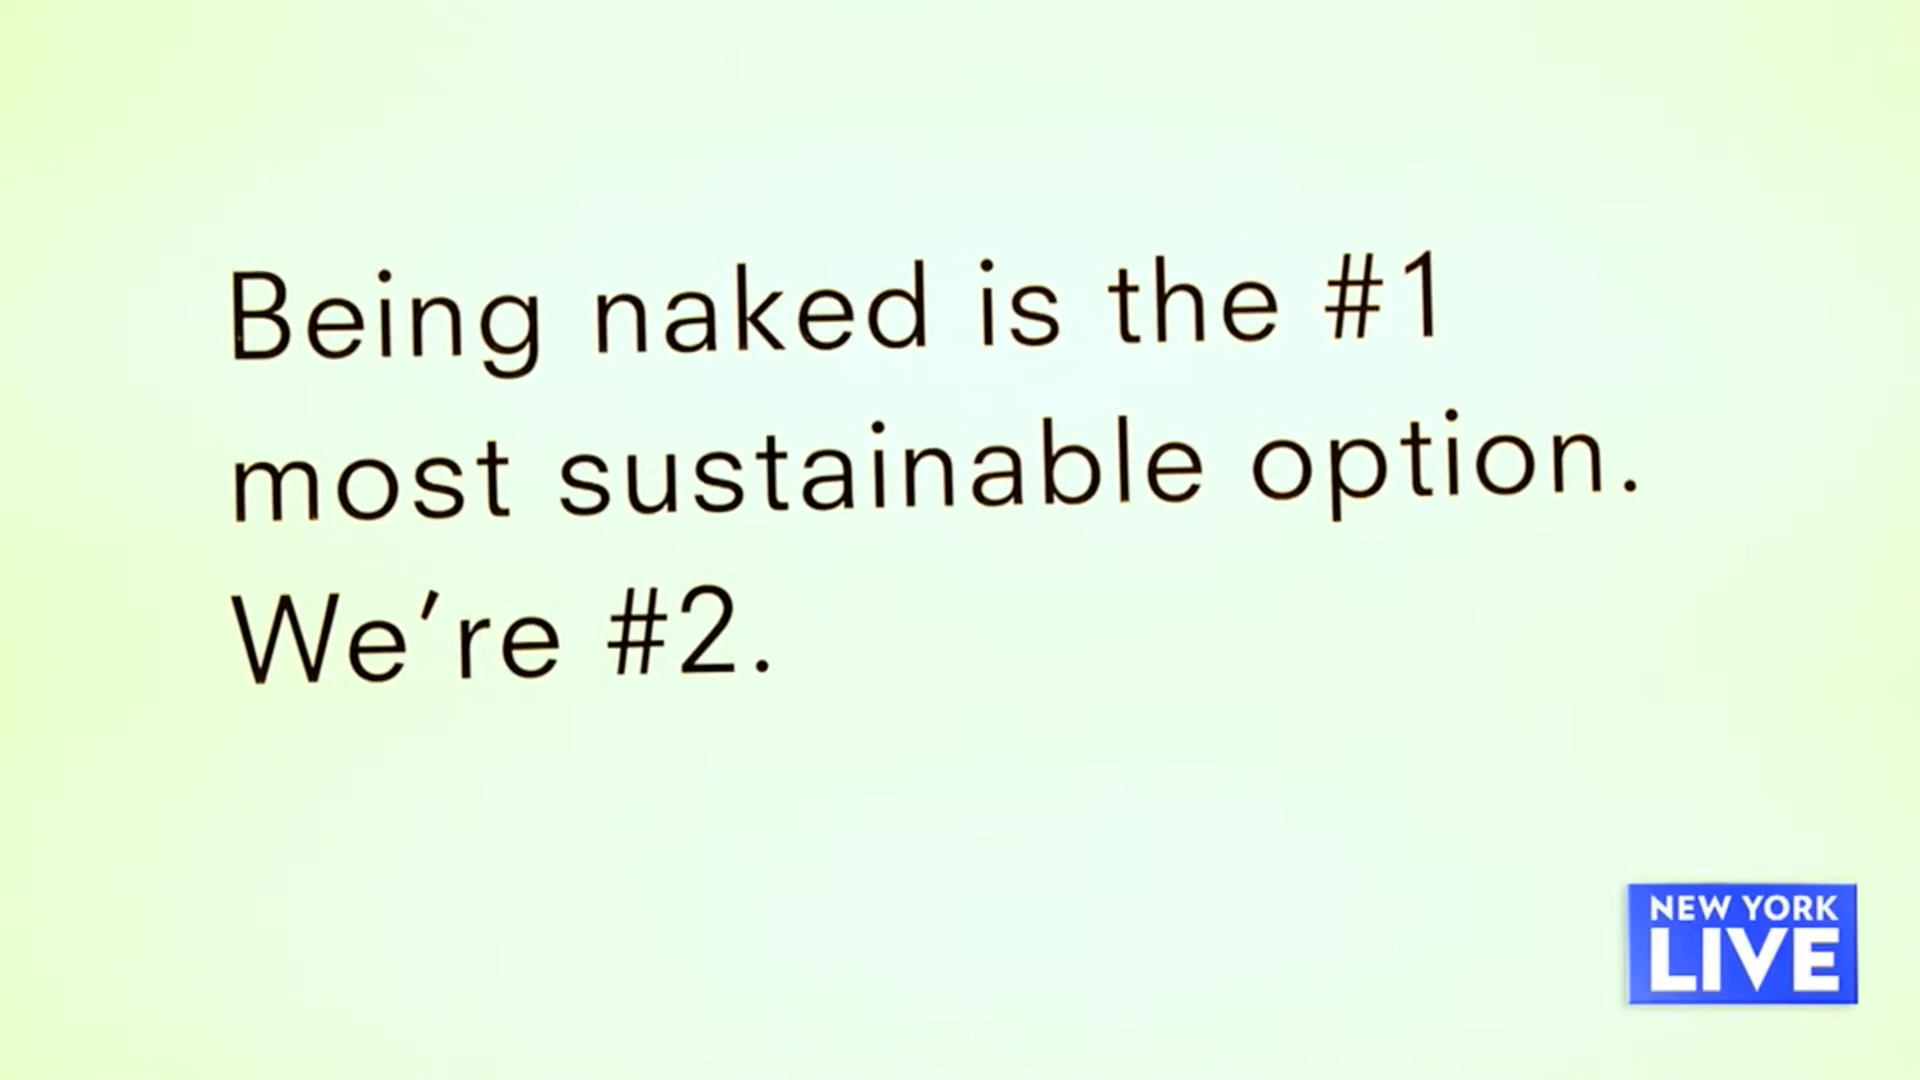 Being naked is the #1
most sustainable option.
We're #2.
NEW YORK
LIVE